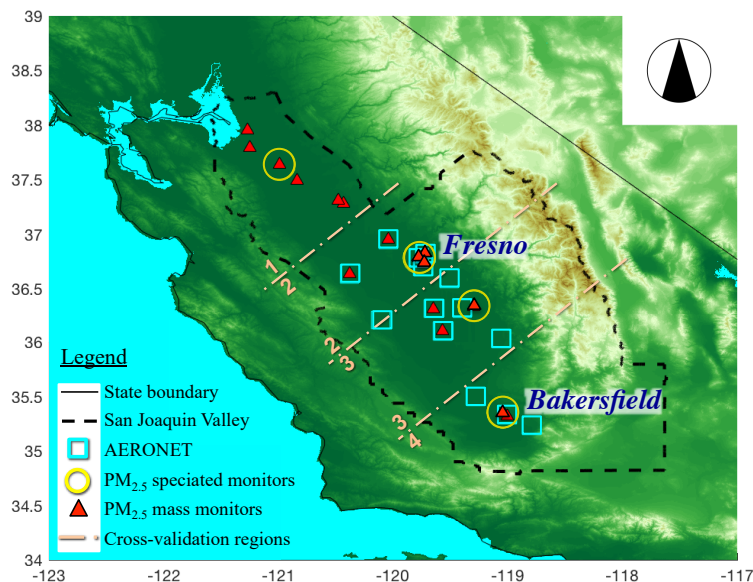 39
38.5
38
37.5
37
36.5
36
35.5
35
34.5
34
-123
-122
-121
-120
-119
-118
-117
Fresno
Bakersfield
1
2
2
3
3
4
Legend
State boundary
San Joaquin Valley
AERONET
PM2.5 speciated monitors
PM2.5 mass monitors
Cross-validation regions